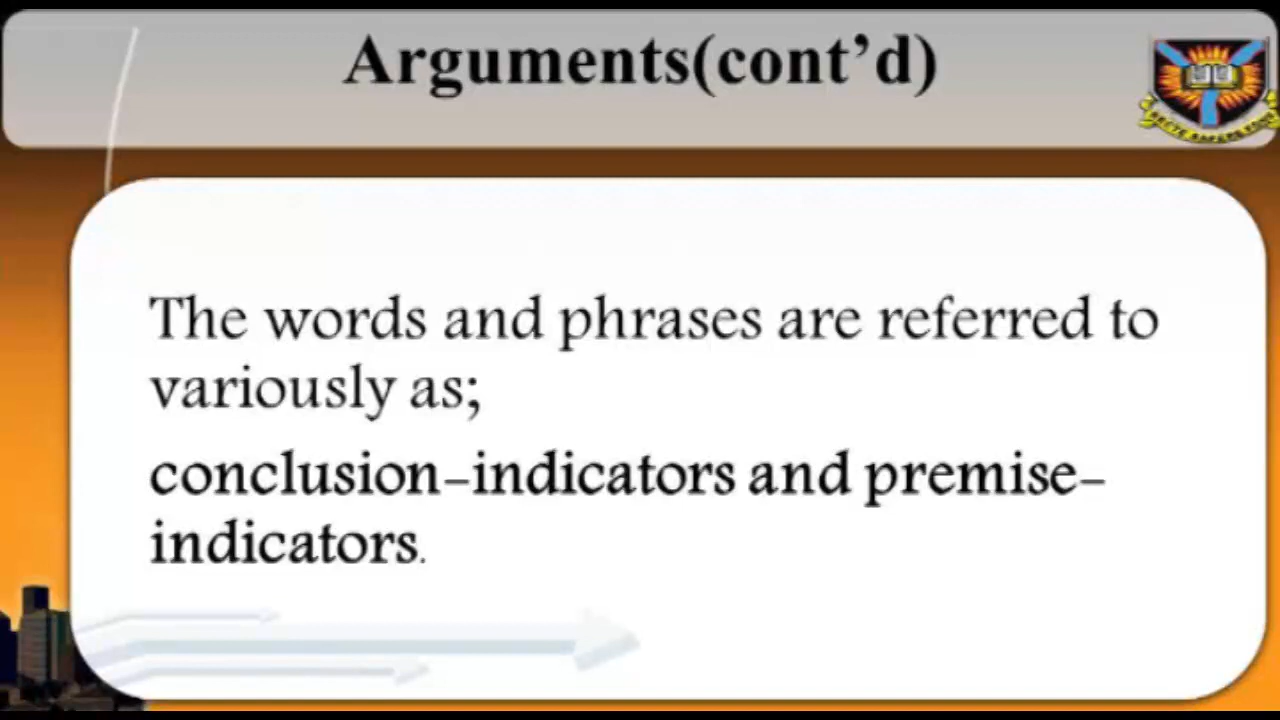 Arguments(cont’d)
The words and phrases are referred to
variously as;
conclusion-indicators and premise-
indicators.